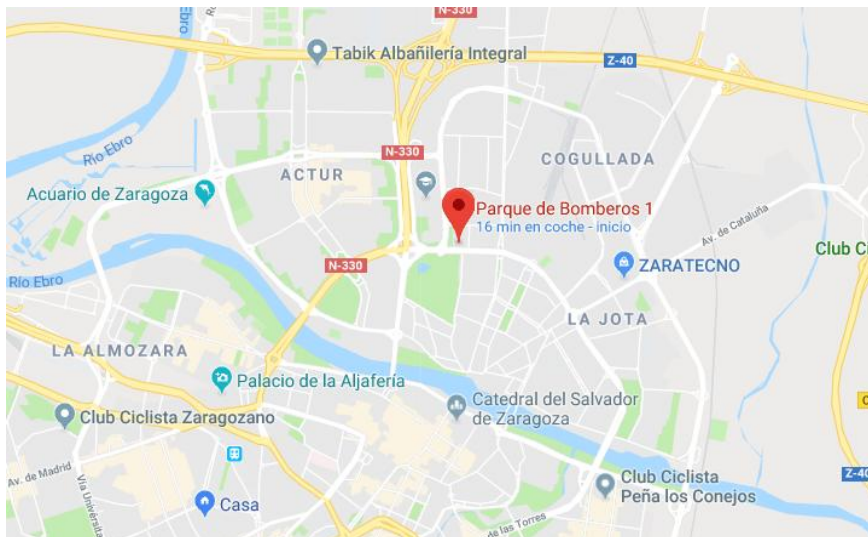 N-330
Tabik Albañilería Integral
Z-40
Río Ebro
N-330
COGULLADA
ACTUR
Acuario de Zaragoza
Parque de Bomberos 1
16 min en coche - inicio
Av. de Cataluña
Club C
N-330
ZARATECNO
Río Ebro
LA JOTA
LA ALMOZARA
Palacio de la Aljafería
Catedral del Salvador
de Zaragoza
Club Ciclista Zaragozano
Av. de Madrid
Vía Universita
Club Ciclista
Peña los Conejos
Z-40
Casa
de las Torres